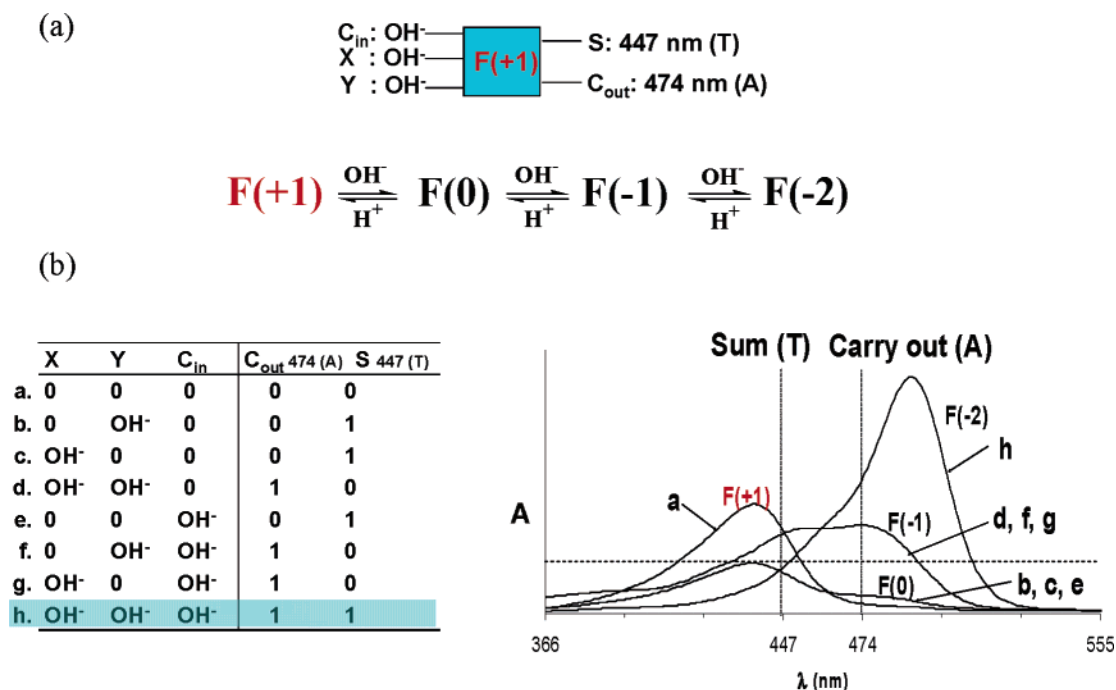 (a)
C_in: OH⁻
X : OH⁻
Y : OH⁻
F(+1)
S: 447 nm (T)
C_out: 474 nm (A)
F(+1) OH⁻ H⁺ F(0) OH⁻ H⁺ F(-1) OH⁻ H⁺ F(-2)
(b)
X Y C_in C_out 474 (A) S 447 (T)
a. 0 0 0 0 0
b. 0 OH⁻ 0 0 1
c. OH⁻ 0 0 0 1
d. OH⁻ OH⁻ 0 1 0
e. 0 0 OH⁻ 0 1
f. 0 OH⁻ OH⁻ 1 0
g. OH⁻ 0 OH⁻ 1 0
h. OH⁻ OH⁻ OH⁻ 1 1
Sum (T) Carry out (A)
F(-2)
h
a
F(+1)
F(-1)
d, f, g
A
F(0)
b, c, e
366 447 474 555
λ (nm)